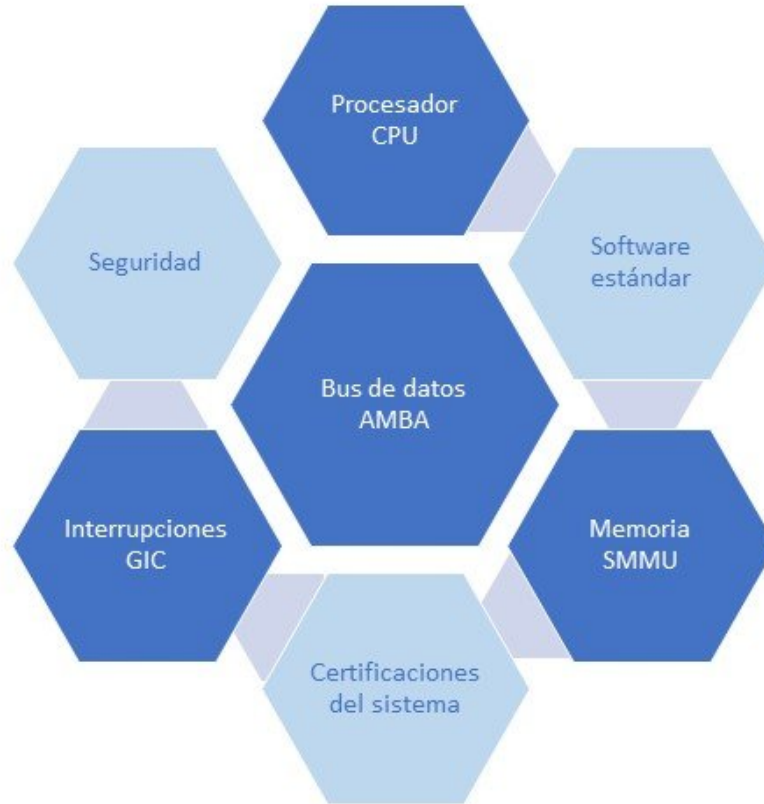 Procesador
CPU
Seguridad
Software
estándar
Bus de datos
AMBA
Interrupciones
GIC
Memoria
SMMU
Certificaciones
del sistema